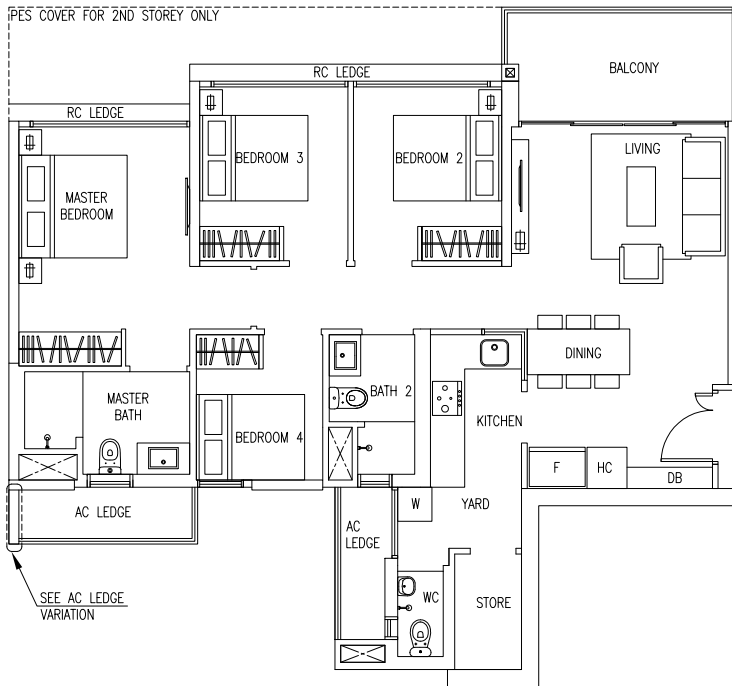 PES COVER FOR 2ND STOREY ONLY
BALCONY
RC LEDGE
RC LEDGE
LIVING
BEDROOM 3
BEDROOM 2
MASTER
BEDROOM
DINING
MASTER
BATH
BATH 2
KITCHEN
BEDROOM 4
F
HC
DB
AC LEDGE
W
YARD
AC
LEDGE
SEE AC LEDGE
VARIATION
WC
STORE